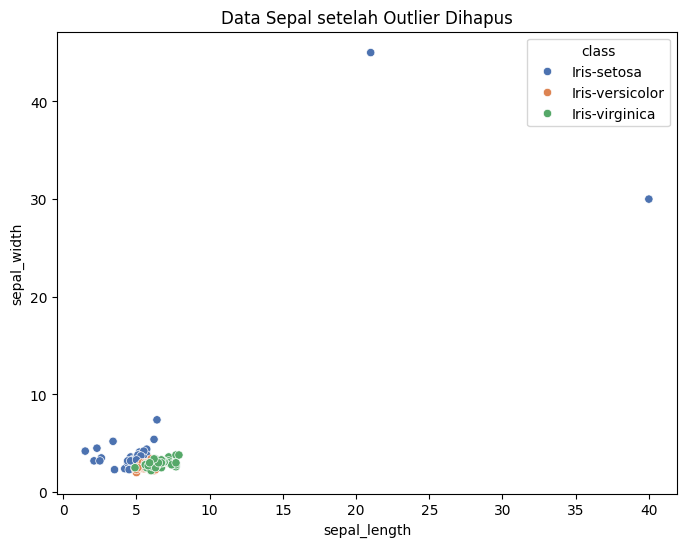 Data Sepal setelah Outlier Dihapus
class
Iris-setosa
Iris-versicolor
Iris-virginica
sepal_width
40
30
20
10
0
0
5
10
15
20
25
30
35
40
sepal_length